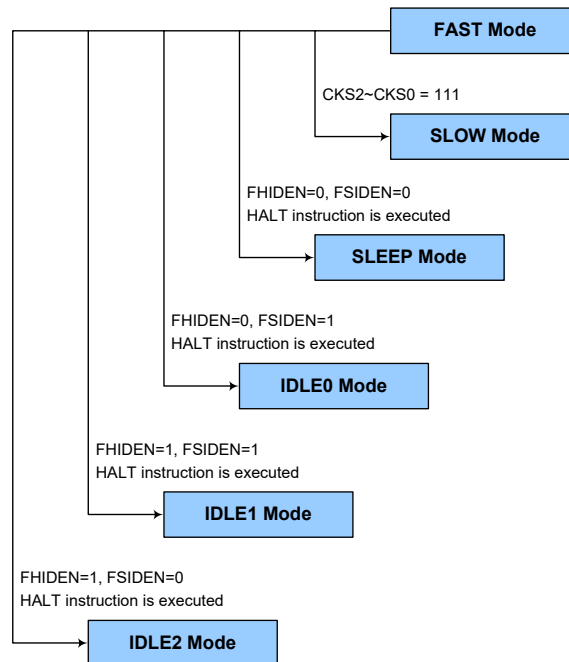 FAST Mode
CKS2~CKS0 = 111
SLOW Mode
FHIDEN=0, FSIDEN=0
HALT instruction is executed
SLEEP Mode
FHIDEN=0, FSIDEN=1
HALT instruction is executed
IDLE0 Mode
FHIDEN=1, FSIDEN=1
HALT instruction is executed
IDLE1 Mode
FHIDEN=1, FSIDEN=0
HALT instruction is executed
IDLE2 Mode